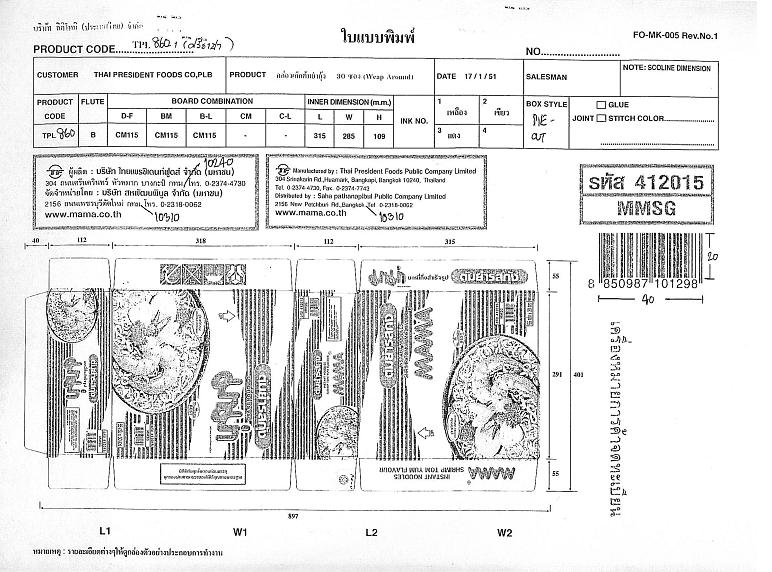 บริษัท ทีทีโทมิ (ประเทศไทย) จำกัด
ใบแบบพิมพ์
FO-MK-005 Rev.No.1
PRODUCT CODE TPL 860
NO.
CUSTOMER THAI PRESIDENT FOODS CO,PLB PRODUCT 30 ซอง (Wrap Around) DATE 17/1/51 SALESMAN NOTE: SCOLINE DIMENSION
PRODUCT CODE FLUTE BOARD COMBINATION INNER DIMENSION (m.m.) INK NO. 1 เหลือง 2 เขียว BOX STYLE DIE-CUT JOINT GLUE
D-F BM B-L CM C-L L W H STITCH COLOR
TPL 860 B CM115 CM115 CM115 - - 315 285 109 3 แดง 4
ผู้ผลิต : บริษัท ไทยเพรซิเดนท์ฟูดส์ จำกัด (มหาชน) 10240
304 ถนนศรีนครินทร์ หัวหมาก บางกะปิ กทม. โทร. 0-2374-4730
จัดจำหน่ายโดย : บริษัท สหพัฒนพิบูล จำกัด (มหาชน)
2156 ถนนเพชรบุรีตัดใหม่ กทม. โทร. 0-2318-0062
www.mama.co.th 10310
Manufactured by : Thai President Foods Public Company Limited
304 Srinakarin Rd.,Huamark, Bangkapi, Bangkok 10240, Thailand
Tel. 0-2374 4730, Fax. 0-2374-7743
Distributed by : Saha pathanapibul Public Company Limited
2156 New Petchburi Rd.,Bangkok Tel 0-2318-0062
www.mama.co.th 10310
รหัส 412015
MMSG
8 850987 101298
20
40
40 112 318 112 315
55
291
401
55
ต้มยำกุ้ง
MAMA
INSTANT NOODLES
SHRIMP TOM YUM FLAVOUR
เครื่องหมายการค้าจดทะเบียน
897
L1 W1 L2 W2
หมายเหตุ : รายละเอียดต่างๆให้ดูกล่องตัวอย่างประกอบการทำงาน